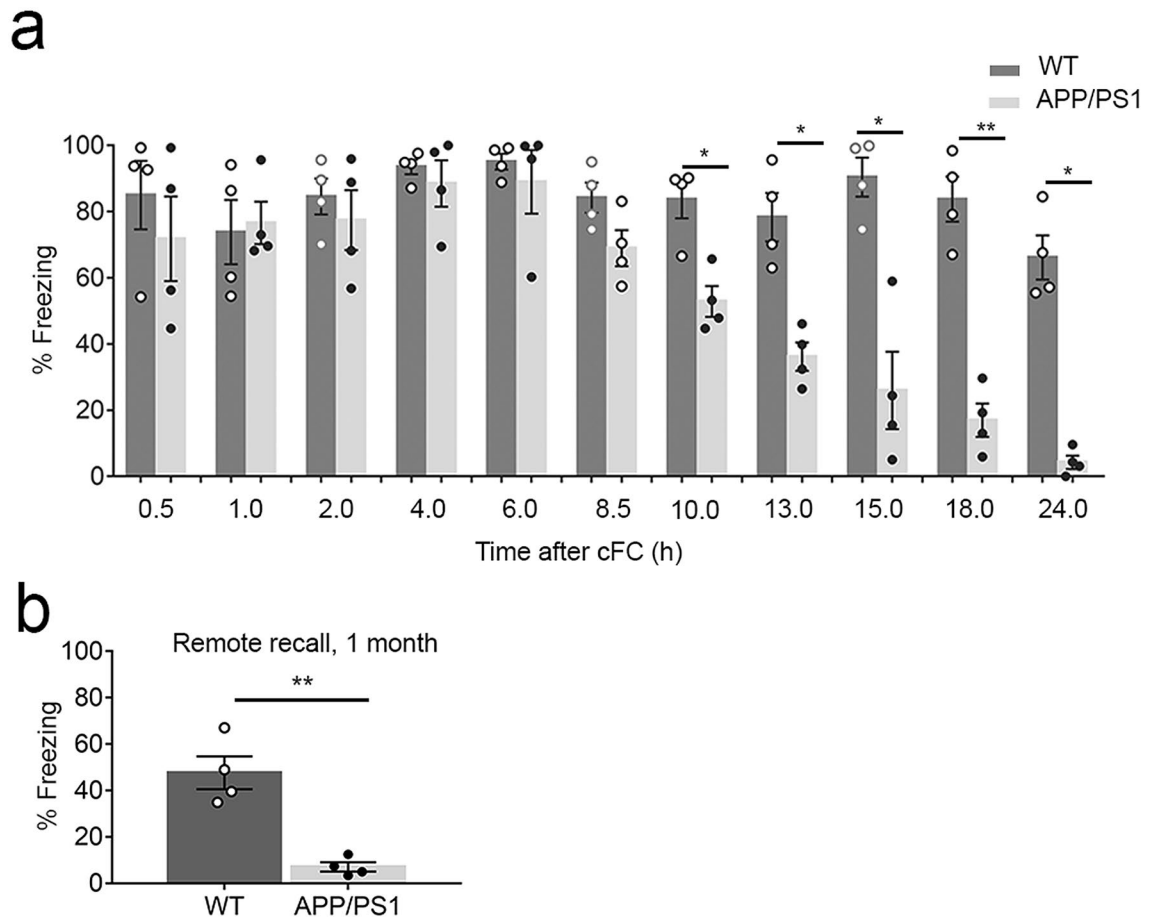 a
WT
APP/PS1
% Freezing
100
80
60
40
20
0
* * * ** *
0.5 1.0 2.0 4.0 6.0 8.5 10.0 13.0 15.0 18.0 24.0
Time after cFC (h)
b
Remote recall, 1 month
% Freezing
100
80
60
40
20
0
**
WT APP/PS1